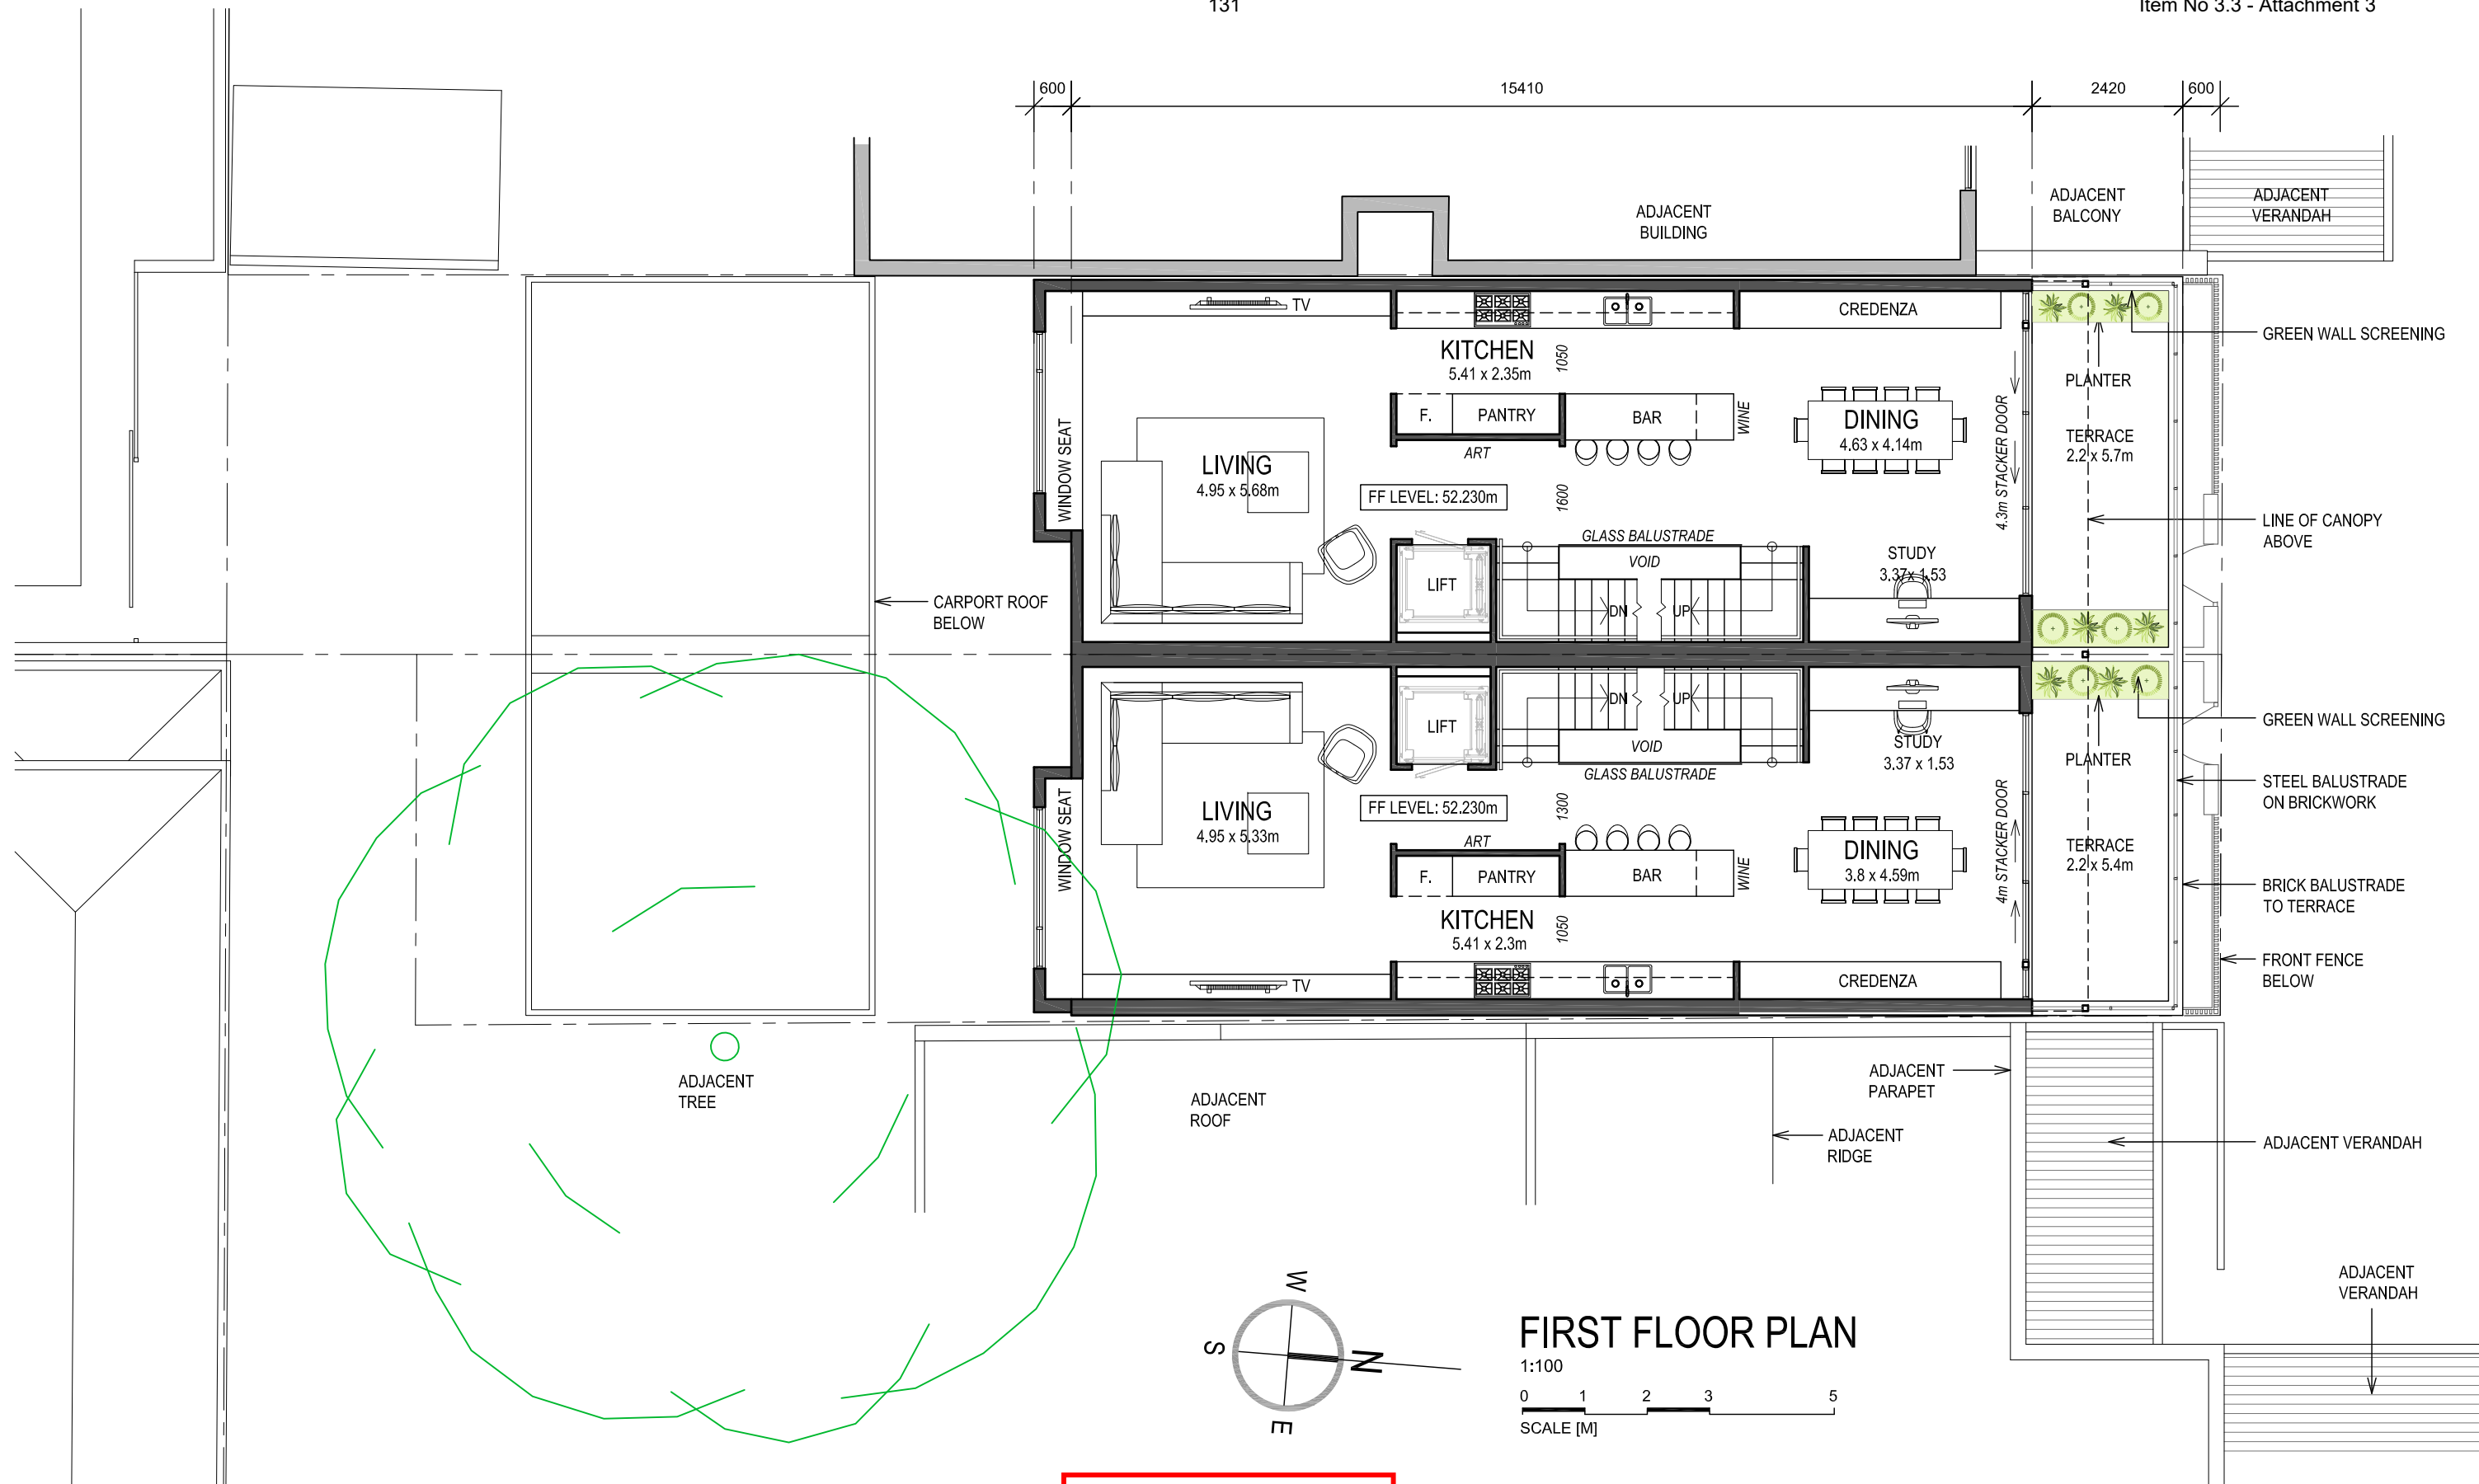 131
Item No 3.3 - Attachment 3
600
15410
2420
600
ADJACENT
BUILDING
ADJACENT
BALCONY
ADJACENT
VERANDAH
TV
CREDENZA
KITCHEN
5.41 x 2.35m
1050
GREEN WALL SCREENING
PLANTER
F.
PANTRY
BAR
WINE
ART
DINING
4.63 x 4.14m
4.3m STACKER DOOR
TERRACE
2.2 x 5.7m
WINDOW SEAT
LIVING
4.95 x 5.68m
FF LEVEL: 52.230m
1600
GLASS BALUSTRADE
VOID
LIFT
DN
UP
STUDY
3.37x 1.53
LINE OF CANOPY
ABOVE
CARPORT ROOF
BELOW
LIFT
DN
UP
VOID
GLASS BALUSTRADE
STUDY
3.37 x 1.53
GREEN WALL SCREENING
PLANTER
STEEL BALUSTRADE
ON BRICKWORK
WINDOW SEAT
LIVING
4.95 x 5.33m
FF LEVEL: 52.230m
1300
ART
F.
PANTRY
BAR
WINE
DINING
3.8 x 4.59m
4m STACKER DOOR
TERRACE
2.2 x 5.4m
BRICK BALUSTRADE
TO TERRACE
KITCHEN
5.41 x 2.3m
1050
TV
CREDENZA
FRONT FENCE
BELOW
ADJACENT
TREE
ADJACENT
ROOF
ADJACENT
PARAPET
ADJACENT
RIDGE
ADJACENT VERANDAH
ADJACENT
VERANDAH
W
S
N
E
FIRST FLOOR PLAN
1:100
0 1 2 3 5
SCALE [M]